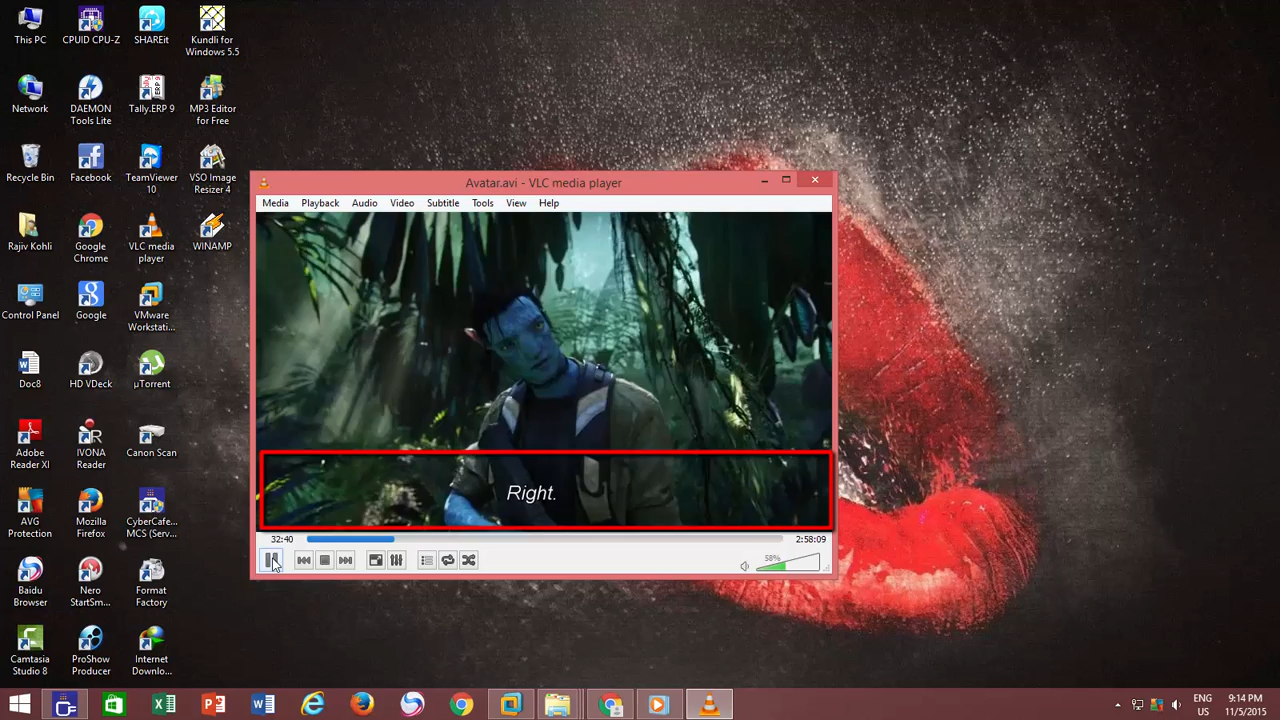 This PC
CPUID CPU-Z
SHAREit
Kundli for
Windows 5.5
Network
DAEMON
Tools Lite
Tally.ERP 9
MP3 Editor
for Free
Recycle Bin
Facebook
TeamViewer
10
VSO Image
Resizer 4
Rajiv Kohli
Google
Chrome
VLC media
player
WINAMP
Control Panel
Google
VMware
Workstati...
Doc8
HD VDeck
µTorrent
Adobe
Reader XI
IVONA
Reader
Canon Scan
AVG
Protection
Mozilla
Firefox
CyberCafe...
MCS (Serv...
Baidu
Browser
Nero
StartSm...
Format
Factory
Camtasia
Studio 8
ProShow
Producer
Internet
Downlo...
Avatar.avi - VLC media player
Media Playback Audio Video Subtitle Tools View Help
Right.
32:40
2:58:09
58%
ENG
US
9:14 PM
11/5/2015